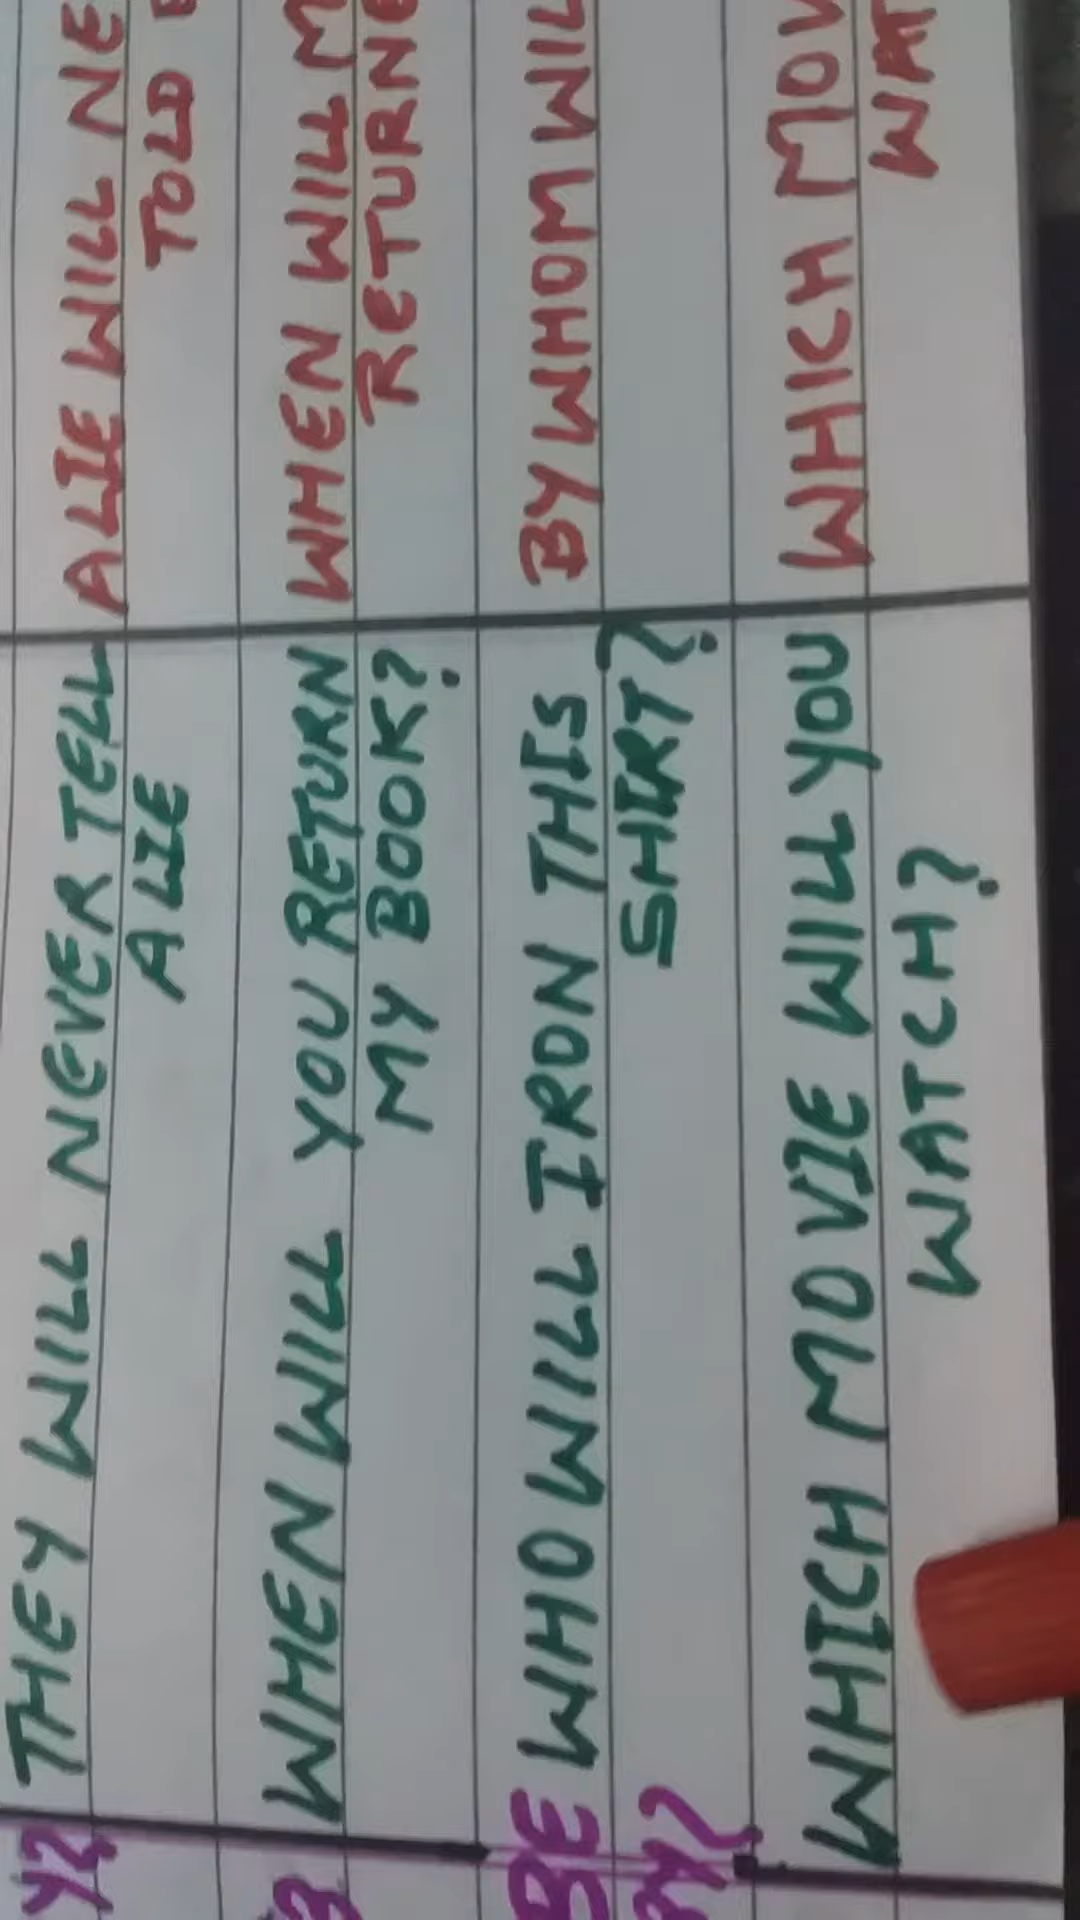 THEY WILL NEVER TELL
A LIE
A LIE WILL NE
TOLD
WHEN WILL YOU RETURN
MY BOOK?
WHEN WILL
RETURNE
WHO WILL IRON THIS
SHIRT?
BY WHOM WIL
WHICH MOVIE WILL YOU
WATCH?
WHICH MOV
WAT
BE